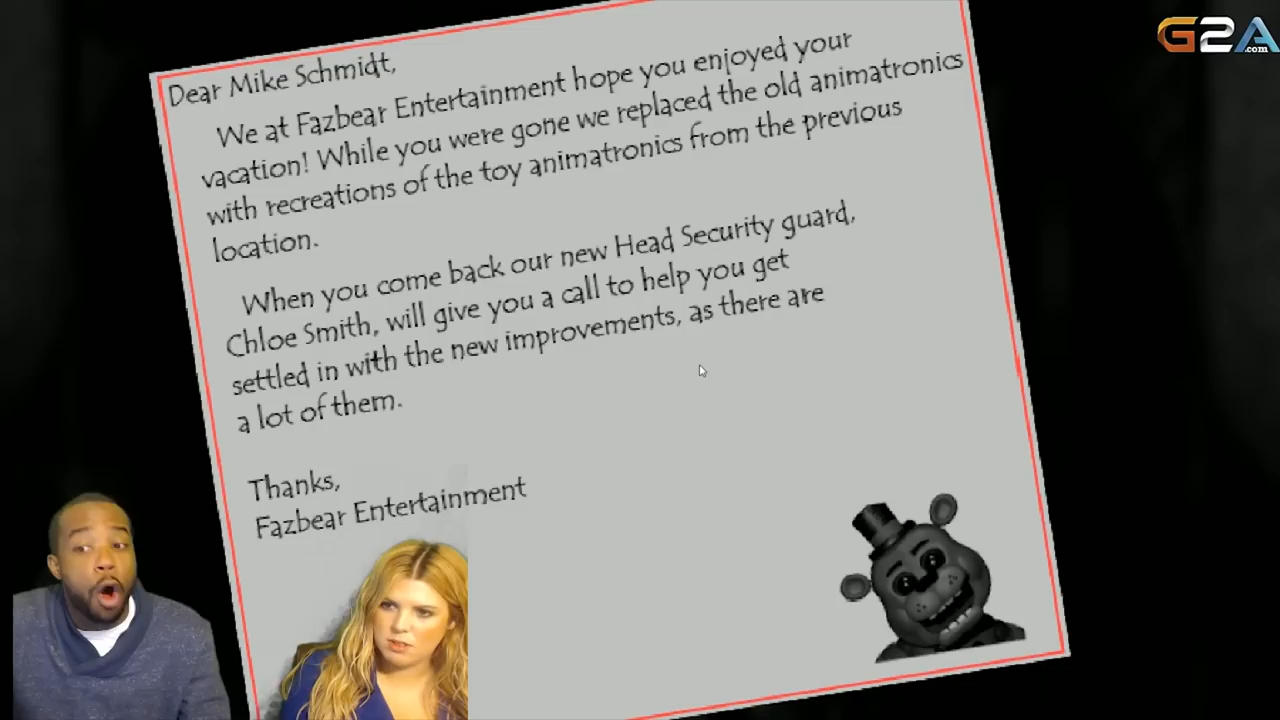 G2A
.com
Dear Mike Schmidt,
We at Fazbear Entertainment hope you enjoyed your
vacation! While you were gone we replaced the old animatronics
with recreations of the toy animatronics from the previous
location.
When you come back our new Head Security guard,
Chloe Smith, will give you a call to help you get
settled in with the new improvements, as there are
a lot of them.
Thanks,
Fazbear Entertainment